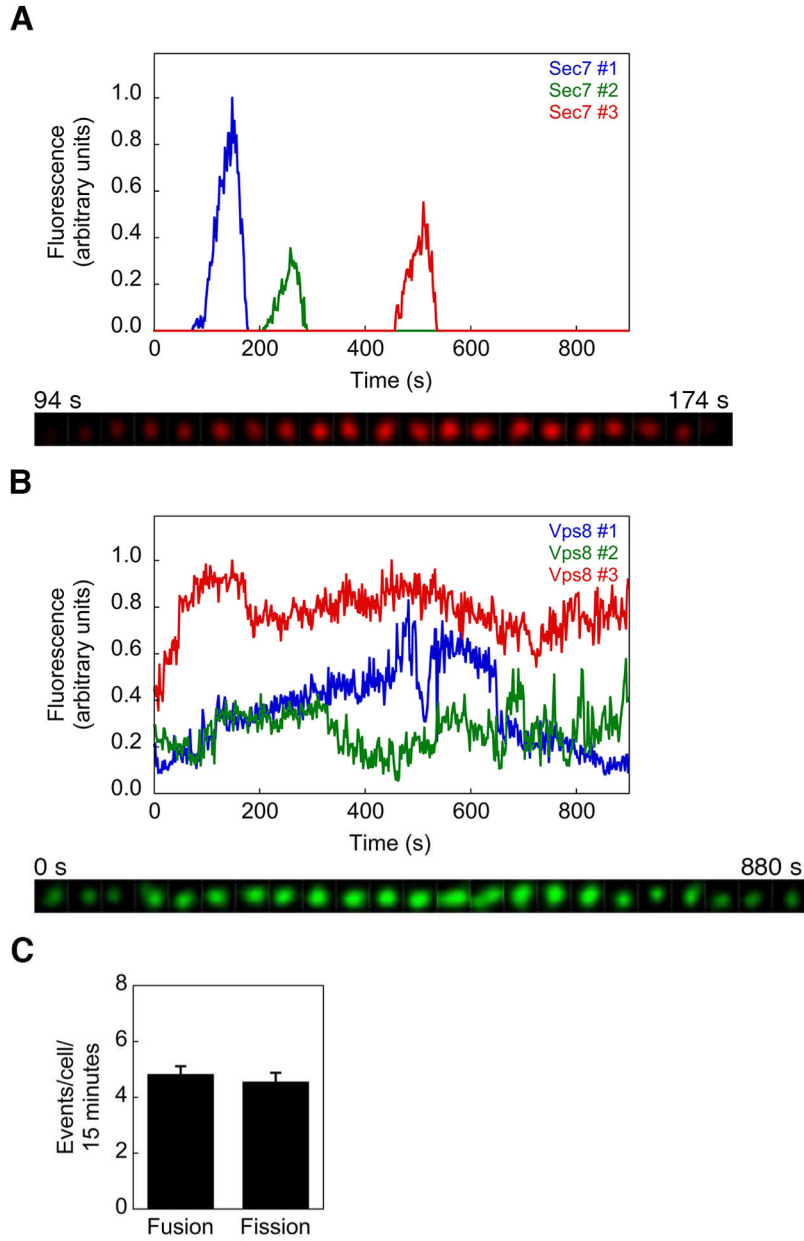 A
Sec7 #1
Sec7 #2
Sec7 #3
Fluorescence
(arbitrary units)
1.0
0.8
0.6
0.4
0.2
0.0
0 200 400 600 800
Time (s)
94 s 174 s
B
Vps8 #1
Vps8 #2
Vps8 #3
Fluorescence
(arbitrary units)
1.0
0.8
0.6
0.4
0.2
0.0
0 200 400 600 800
Time (s)
0 s 880 s
C
Events/cell/
15 minutes
8
6
4
2
0
Fusion Fission